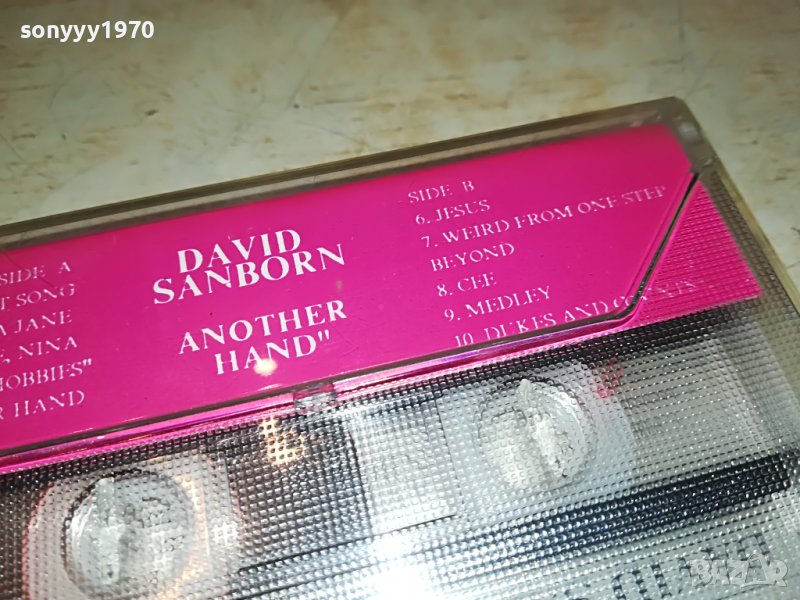 sonyyy1970
SIDE A
SONG
JANE
NINA
HOBBIES"
HAND
DAVID
SANBORN
ANOTHER
HAND"
SIDE B
6. JESUS
7. WEIRD FROM ONE STEP
BEYOND
8. CEE
9. MEDLEY
10. DUKES AND
BAZAR